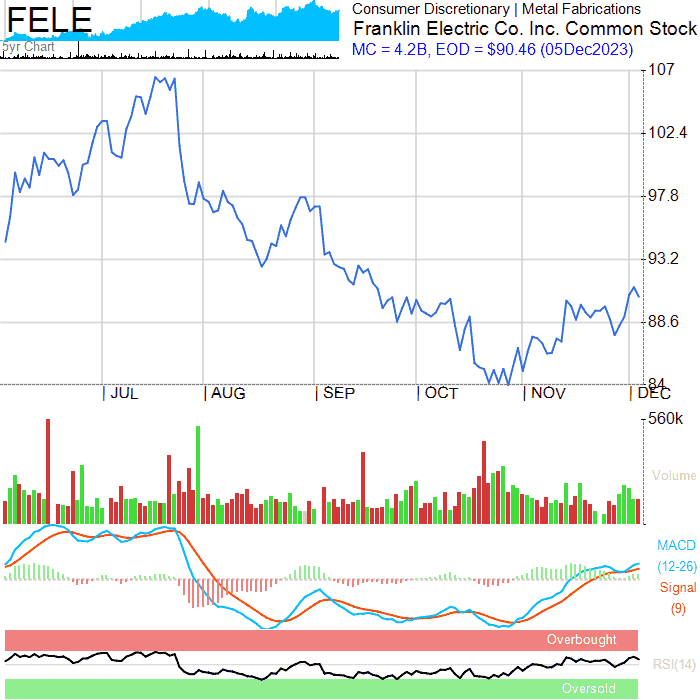 FELE
5yr Chart
Consumer Discretionary | Metal Fabrications
Franklin Electric Co. Inc. Common Stock
MC = 4.2B, EOD = $90.46 (05Dec2023)
107
102.4
97.8
93.2
88.6
84
JUL
AUG
SEP
OCT
NOV
DEC
560k
Volume
MACD
(12-26)
Signal
(9)
Overbought
RSI(14)
Oversold